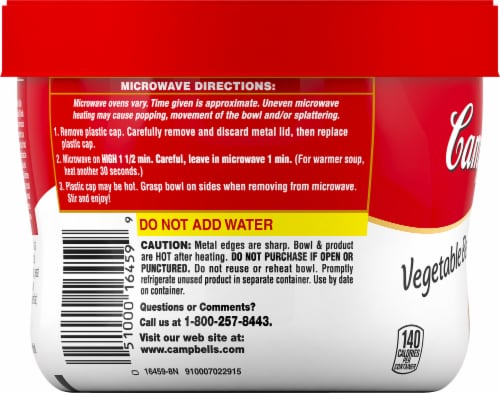 MICROWAVE DIRECTIONS:
Microwave ovens vary. Time given is approximate. Uneven microwave
heating may cause popping, movement of the bowl and/or splattering.
1. Remove plastic cap. Carefully remove and discard metal lid, then replace
plastic cap.
2. Microwave on HIGH 1 1/2 min. Careful, leave in microwave 1 min. (For warmer soup,
heat another 30 seconds.)
3. Plastic cap may be hot. Grasp bowl on sides when removing from microwave.
Stir and enjoy!
DO NOT ADD WATER
CAUTION: Metal edges are sharp. Bowl & product
are HOT after heating. DO NOT PURCHASE IF OPEN OR
PUNCTURED. Do not reuse or reheat bowl. Promptly
refrigerate unused product in separate container. Use by date
on container.
Questions or Comments?
Call us at 1-800-257-8443.
Visit our web site at:
www.campbells.com
0 51000 16459 9
16459-8N 910007022915
Cam
Vegetable Be
140
CALORIES
PER CONTAINER